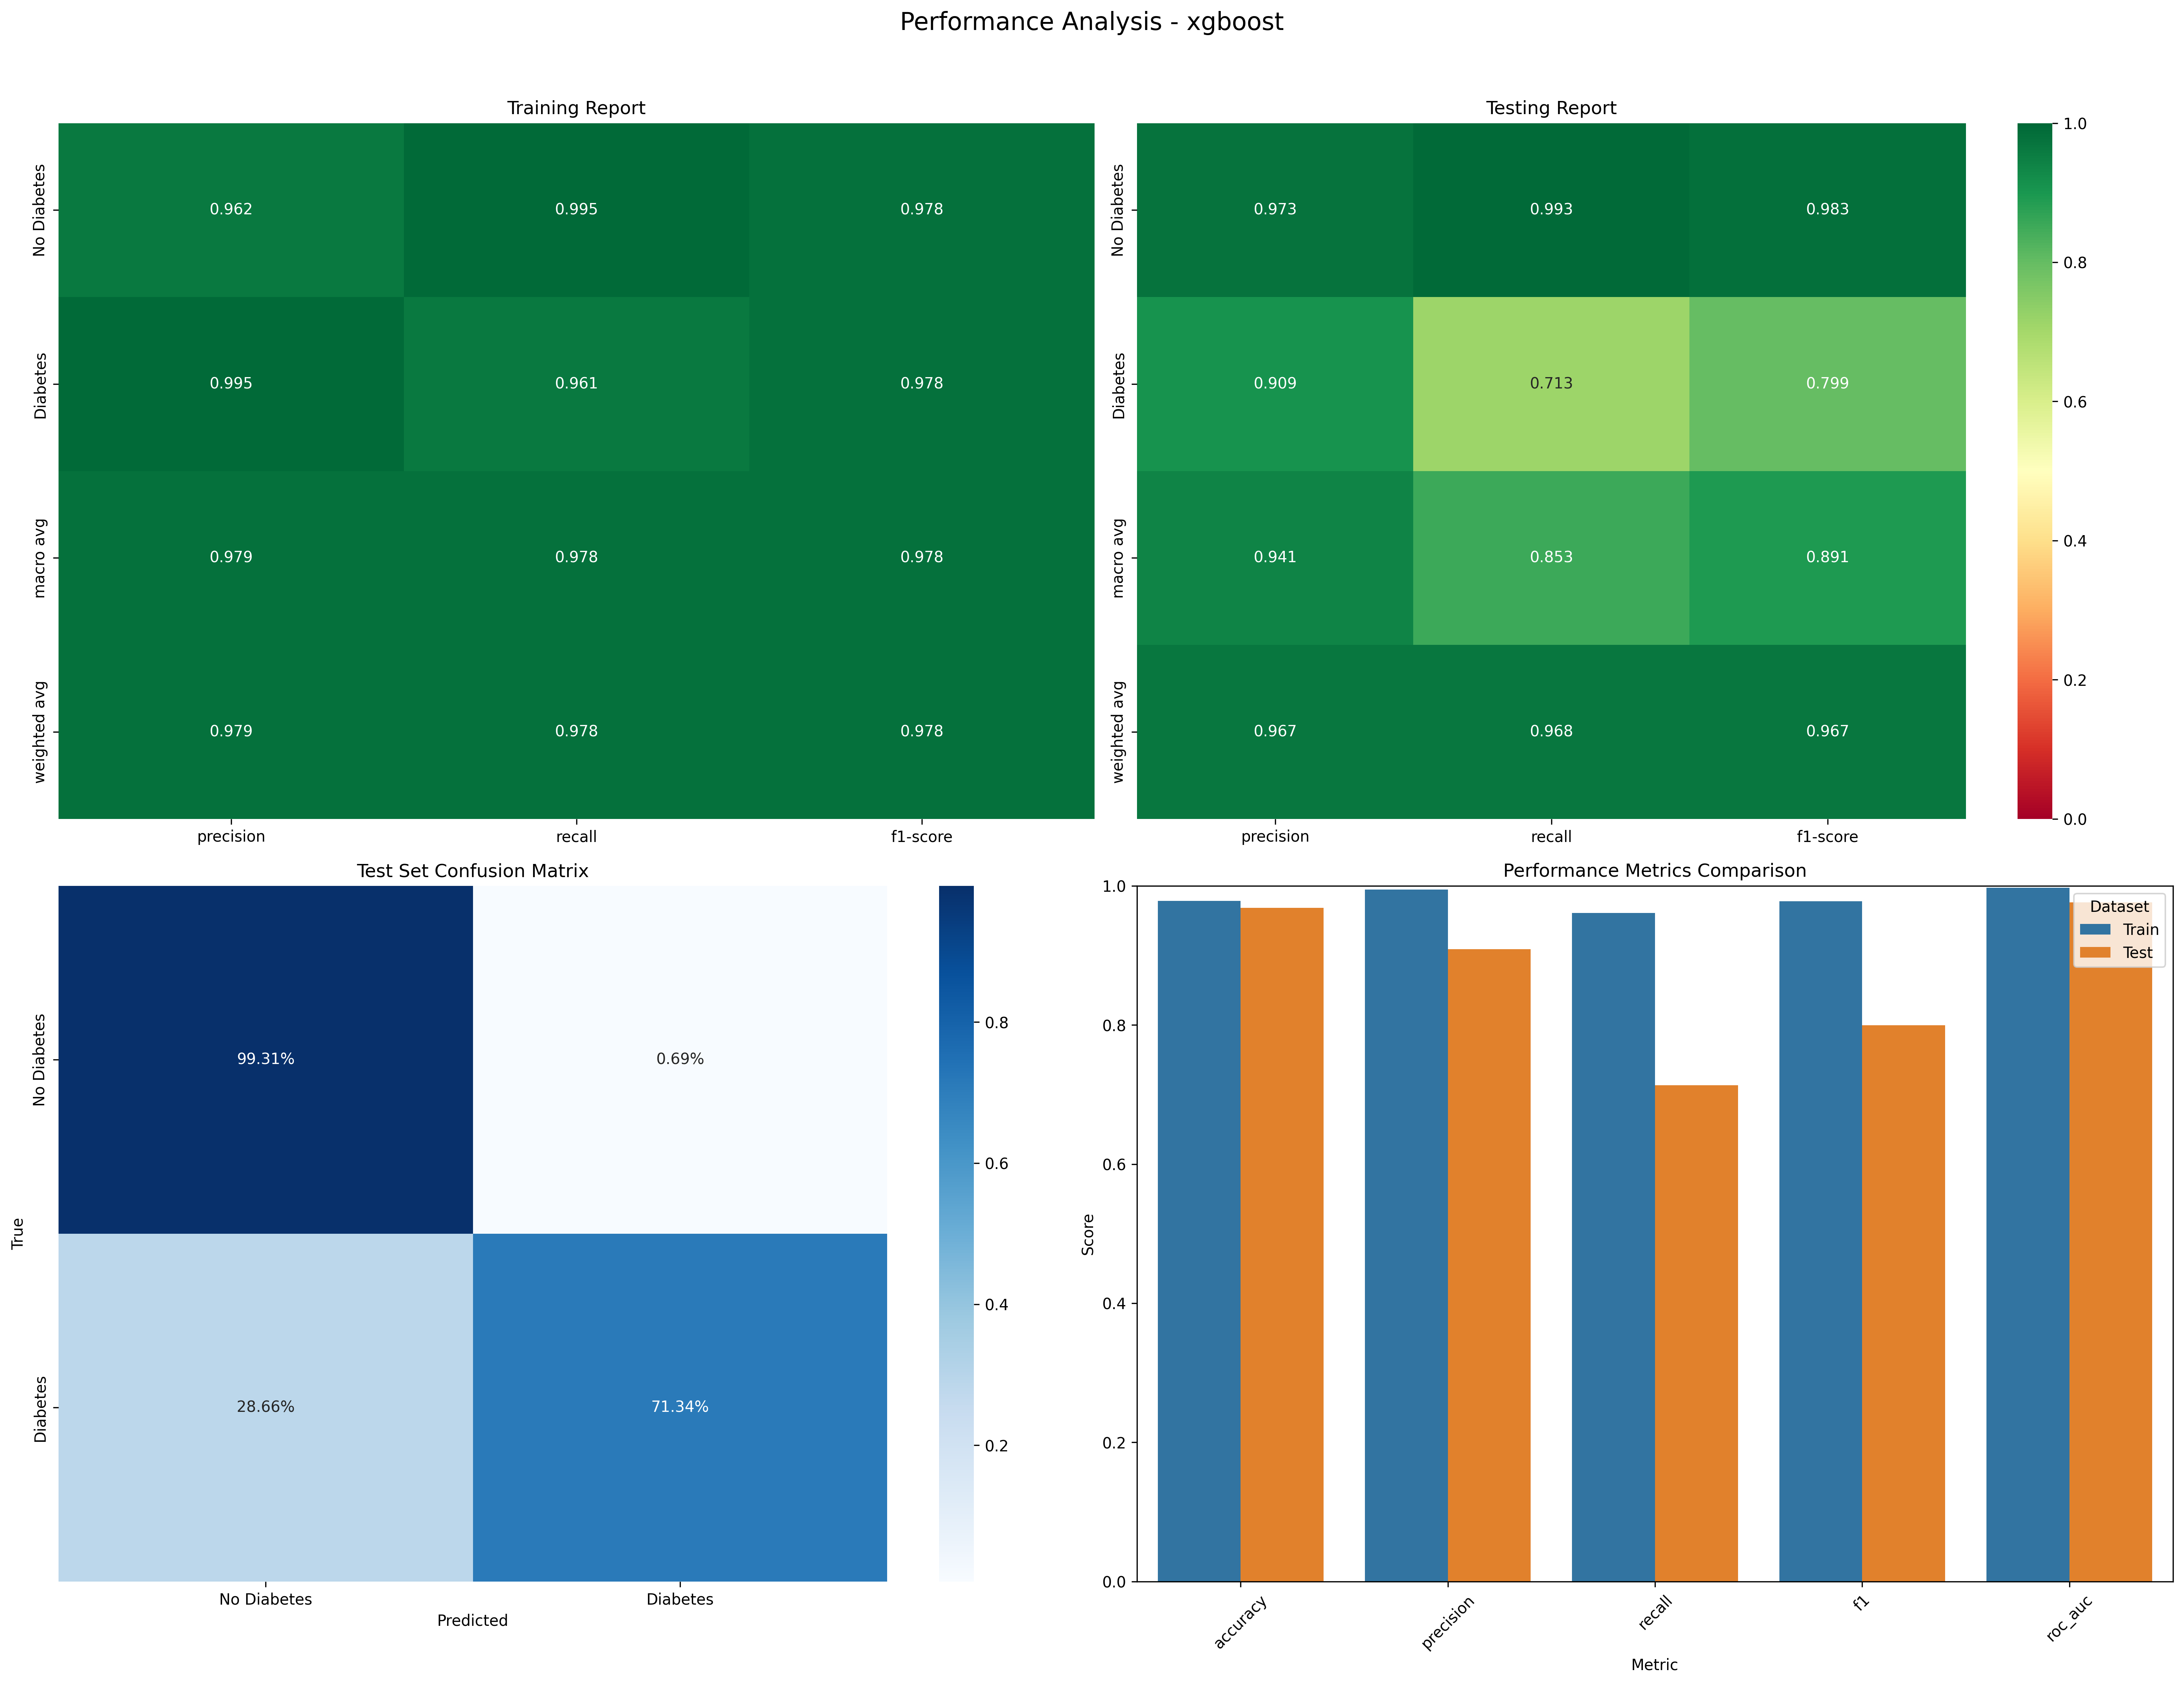 Performance Analysis - xgboost
Training Report
No Diabetes 0.962 0.995 0.978
Diabetes 0.995 0.961 0.978
macro avg 0.979 0.978 0.978
weighted avg 0.979 0.978 0.978
precision recall f1-score
Testing Report
No Diabetes 0.973 0.993 0.983
Diabetes 0.909 0.713 0.799
macro avg 0.941 0.853 0.891
weighted avg 0.967 0.968 0.967
precision recall f1-score
1.0
0.8
0.6
0.4
0.2
0.0
Test Set Confusion Matrix
True
No Diabetes 99.31% 0.69%
Diabetes 28.66% 71.34%
No Diabetes Diabetes
Predicted
0.8
0.6
0.4
0.2
Performance Metrics Comparison
Score
1.0
0.8
0.6
0.4
0.2
0.0
Dataset
Train
Test
accuracy precision recall f1 roc_auc
Metric